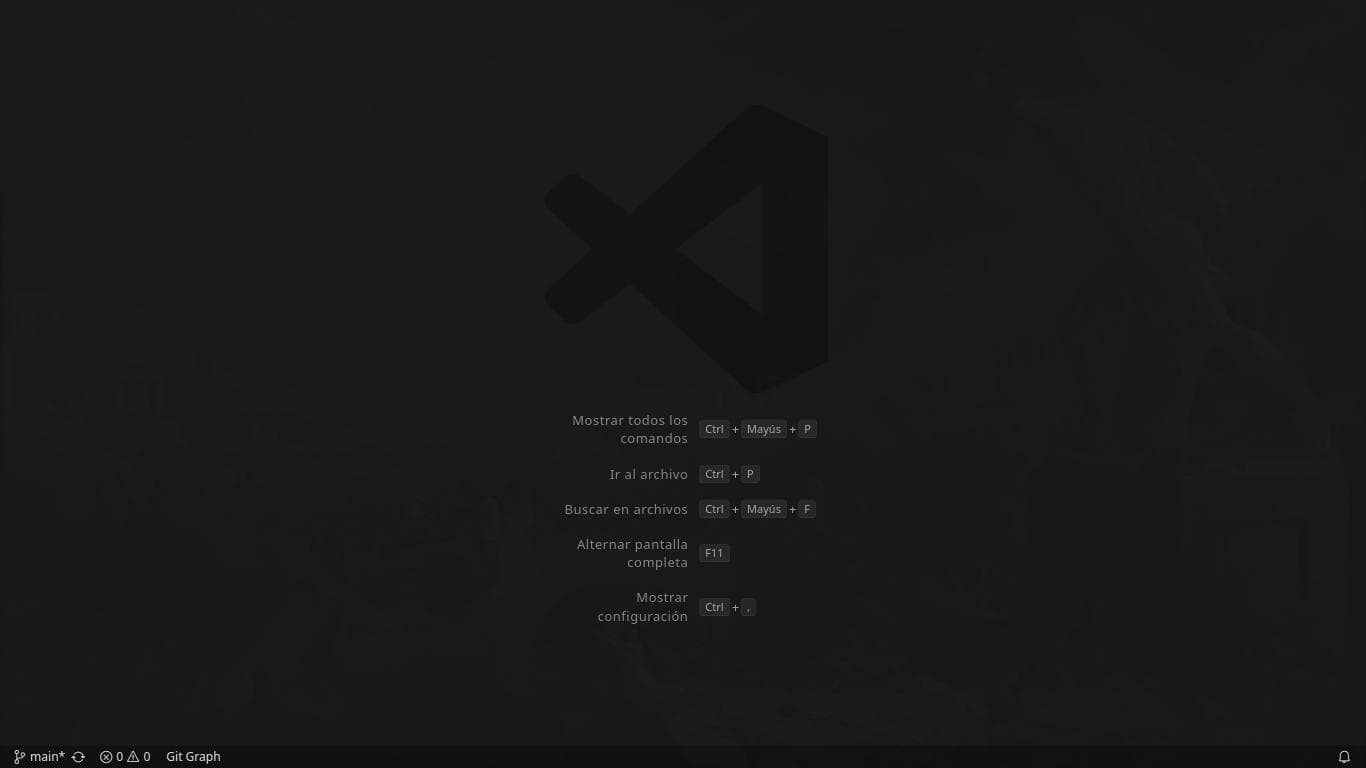 Mostrar todos los
comandos Ctrl + Mayús + P
Ir al archivo Ctrl + P
Buscar en archivos Ctrl + Mayús + F
Alternar pantalla
completa F11
Mostrar
configuración Ctrl + ,
main* 0 0 Git Graph